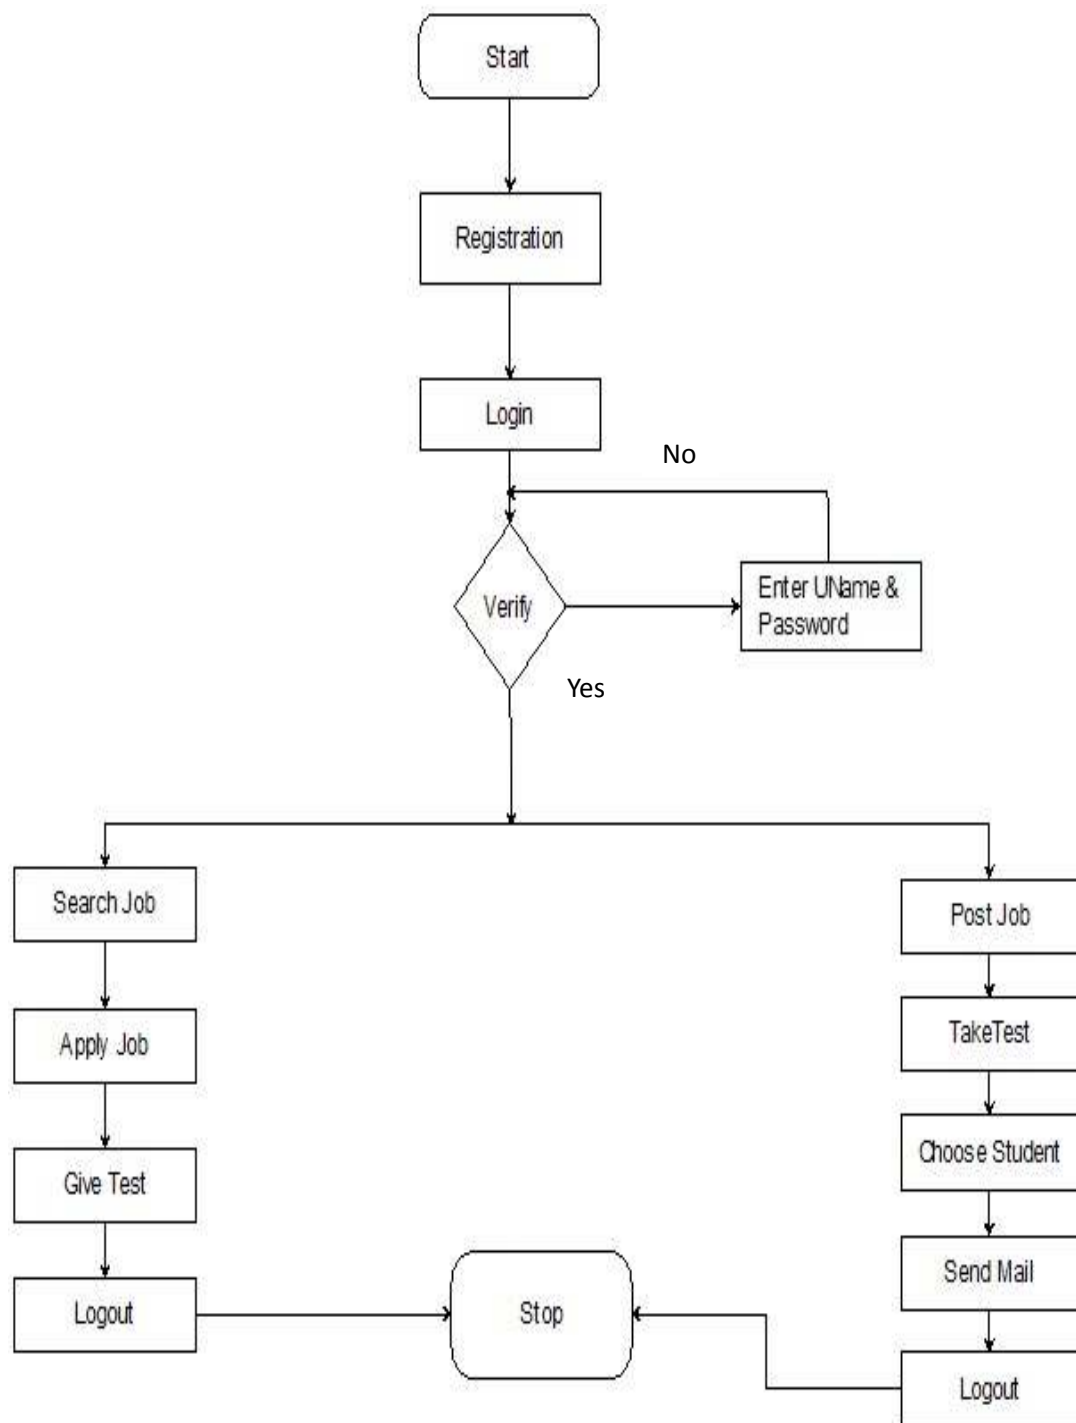 Start
Registration
Login
No
Verify
Enter UName &
Password
Yes
Search Job
Post Job
Apply Job
TakeTest
Give Test
Choose Student
Send Mail
Logout
Stop
Logout